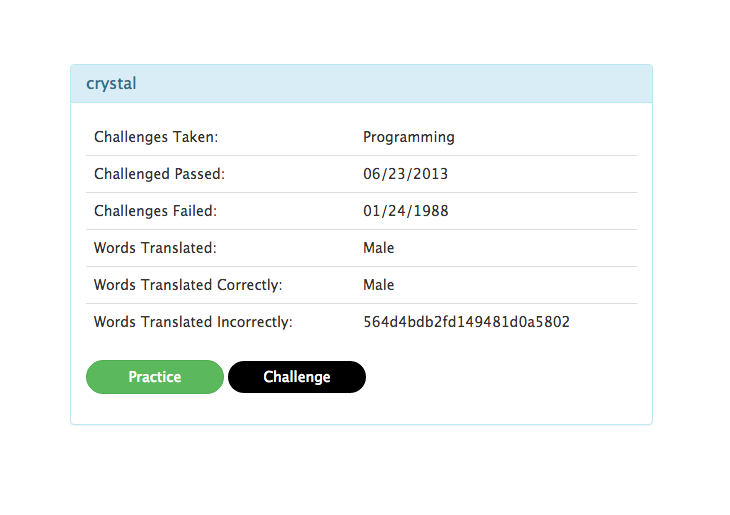 crystal
Challenges Taken: Programming
Challenged Passed: 06/23/2013
Challenges Failed: 01/24/1988
Words Translated: Male
Words Translated Correctly: Male
Words Translated Incorrectly: 564d4bdb2fd149481d0a5802
Practice Challenge